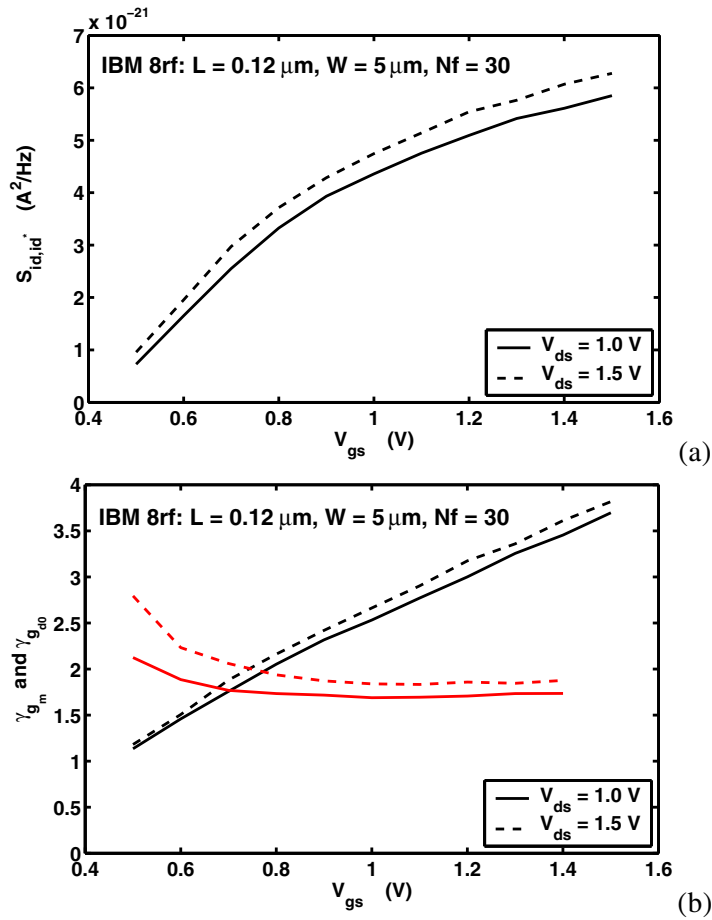 x 10^-21
7
6
5
4
3
2
1
0
S_id,id* (A^2/Hz)
IBM 8rf: L = 0.12 μm, W = 5 μm, Nf = 30
V_ds = 1.0 V
V_ds = 1.5 V
0.4 0.6 0.8 1 1.2 1.4 1.6
V_gs (V)
(a)
4
3.5
3
2.5
2
1.5
1
0.5
0
γ_g_m and γ_g_d0
IBM 8rf: L = 0.12 μm, W = 5 μm, Nf = 30
V_ds = 1.0 V
V_ds = 1.5 V
0.4 0.6 0.8 1 1.2 1.4 1.6
V_gs (V)
(b)